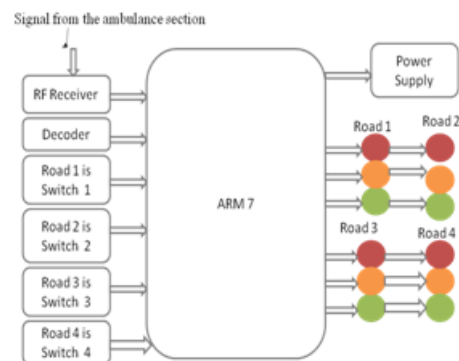 Signal from the ambulance section
RF Receiver
Decoder
Road 1 is
Switch 1
Road 2 is
Switch 2
Road 3 is
Switch 3
Road 4 is
Switch 4
ARM 7
Power
Supply
Road 1
Road 2
Road 3
Road 4